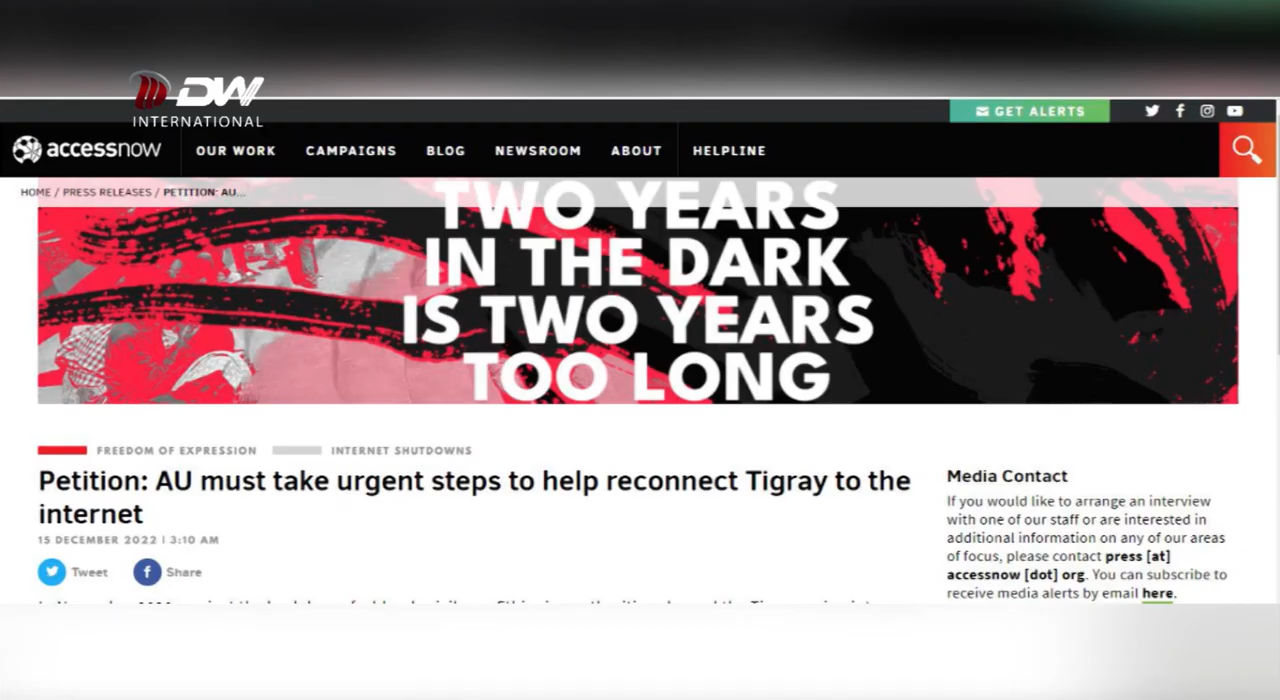 DW
INTERNATIONAL
GET ALERTS
accessnow
OUR WORK
CAMPAIGNS
BLOG
NEWSROOM
ABOUT
HELPLINE
HOME / PRESS RELEASES / PETITION: AU...
TWO YEARS
IN THE DARK
IS TWO YEARS
TOO LONG
FREEDOM OF EXPRESSION
INTERNET SHUTDOWNS
Petition: AU must take urgent steps to help reconnect Tigray to the
internet
15 DECEMBER 2022 | 3:10 AM
Tweet
Share
Media Contact
If you would like to arrange an interview
with one of our staff or are interested in
additional information on any of our areas
of focus, please contact press [at]
accessnow [dot] org. You can subscribe to
receive media alerts by email here.